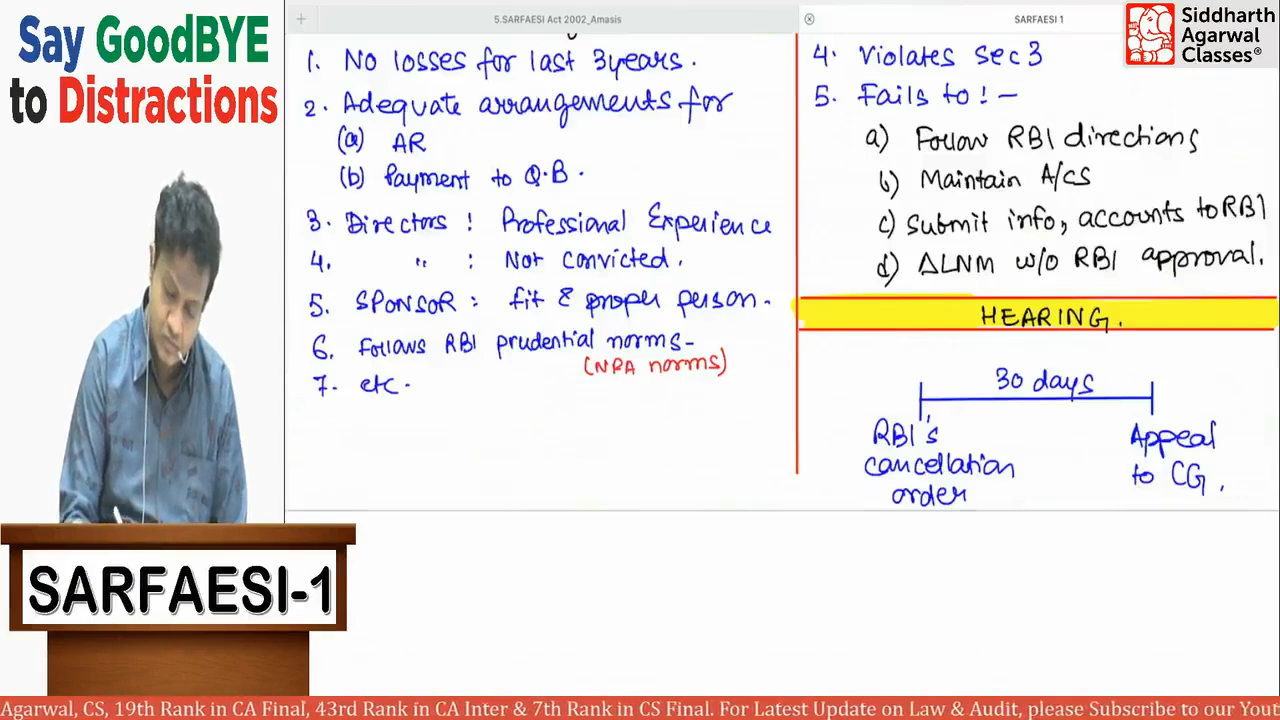 Say GoodBYE
to Distractions
5.SARFAESI Act 2002_Amasis
SARFAESI 1
Siddharth
Agarwal
Classes®
1. No losses for last 3 years.
2. Adequate arrangements for
(a) AR
(b) Payment to Q.B.
3. Directors : Professional Experience
4. " : Not convicted.
5. SPONSOR : fit & proper person.
6. Follows RBI prudential norms-
(NPA norms)
7. etc.
4. Violates sec 3
5. Fails to :-
a) Follow RBI directions
b) Maintain A/cs
c) Submit info, accounts to RBI
d) ΔLNM w/o RBI approval.
HEARING.
30 days
RBI's
cancellation
order
Appeal
to CG.
SARFAESI-1
Agarwal, CS, 19th Rank in CA Final, 43rd Rank in CA Inter & 7th Rank in CS Final. For Latest Update on Law & Audit, please Subscribe to our Yout